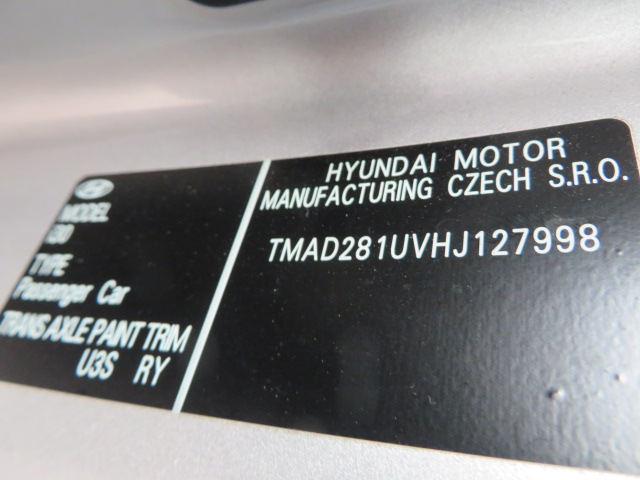 MODEL
i30
TYPE
Passenger Car
TRANS AXLE PAINT TRIM
U3S RY
HYUNDAI MOTOR
MANUFACTURING CZECH S.R.O.
TMAD281UVHJ127998